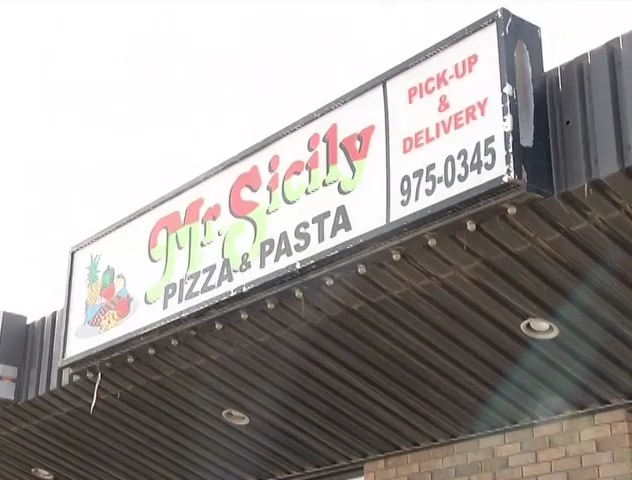 Mr. Sicily
PIZZA & PASTA
PICK-UP
&
DELIVERY
975-0345